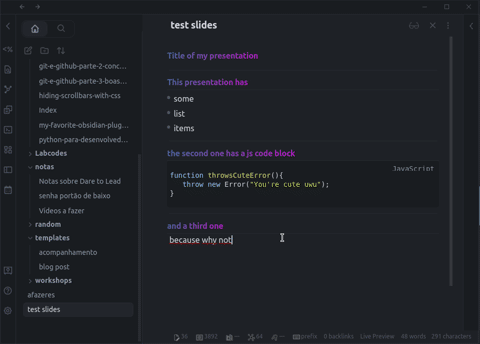 test slides
git-e-github-parte-2-conc...
git-e-github-parte-3-boas...
hiding-scrollbars-with-css
Index
my-favorite-obsidian-plug...
python-para-desenvolved...
Labcodes
notas
Notas sobre Dare to Lead
senha portão de baixo
Videos a fazer
random
templates
acompanhamento
blog post
workshops
afazeres
test slides
Title of my presentation
This presentation has
some
list
items
the second one has a js code block
JavaScript
function throwsCuteError(){
throw new Error("You're cute uwu");
}
and a third one
because why not
prefix 0 backlinks Live Preview 48 words 251 characters